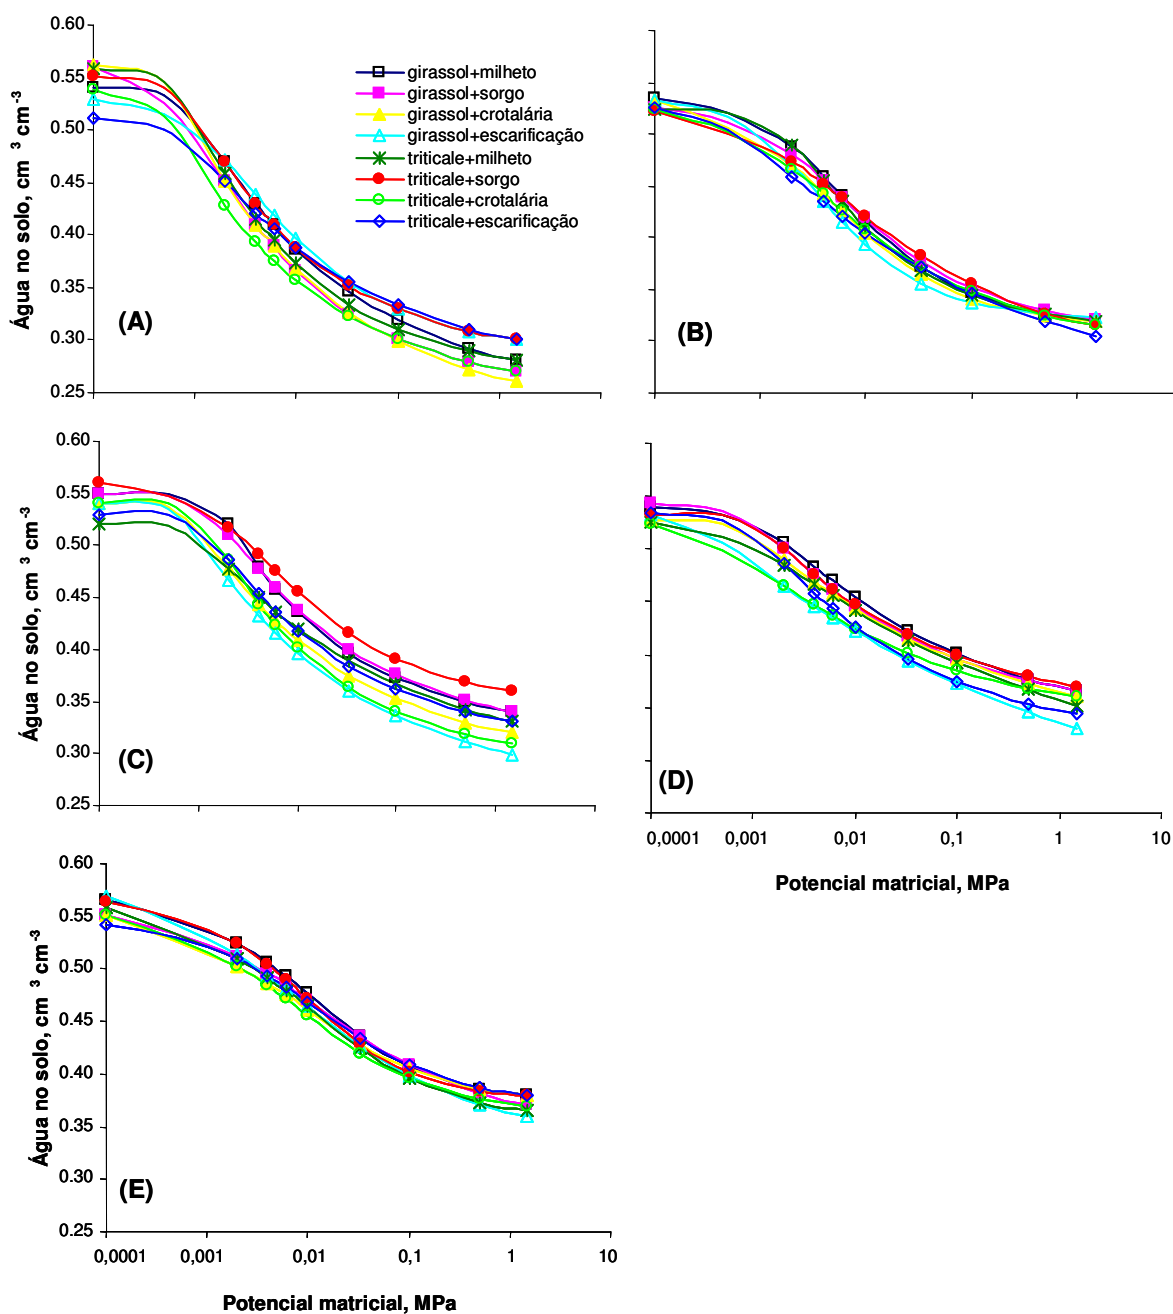 0.60
0.55
0.50
0.45
0.40
0.35
0.30
0.25
Água no solo, cm ³ cm⁻³
girassol+milheto
girassol+sorgo
girassol+crotalária
girassol+escarificação
triticale+milheto
triticale+sorgo
triticale+crotalária
triticale+escarificação
(A)
(B)
0.60
0.55
0.50
0.45
0.40
0.35
0.30
0.25
Água no solo, cm ³ cm⁻³
(C)
(D)
0,0001 0,001 0,01 0,1 1 10
Potencial matricial, MPa
0.60
0.55
0.50
0.45
0.40
0.35
0.30
0.25
Água no solo, cm ³ cm⁻³
(E)
0,0001 0,001 0,01 0,1 1 10
Potencial matricial, MPa